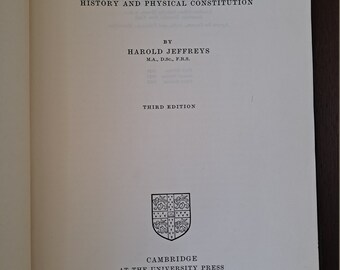 HISTORY AND PHYSICAL CONSTITUTION
BY
HAROLD JEFFREYS
M.A., D.Sc., F.R.S.
THIRD EDITION
CAMBRIDGE
AT THE UNIVERSITY PRESS